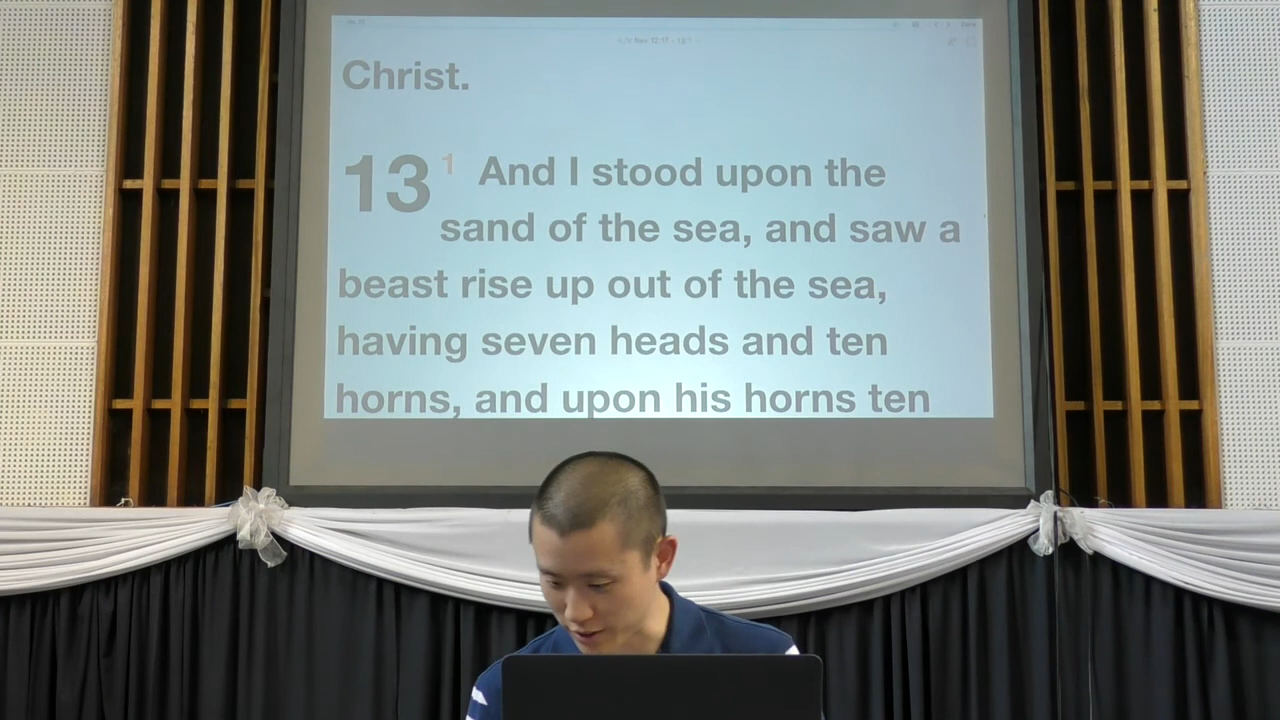 Christ.
13 1 And I stood upon the
sand of the sea, and saw a
beast rise up out of the sea,
having seven heads and ten
horns, and upon his horns ten